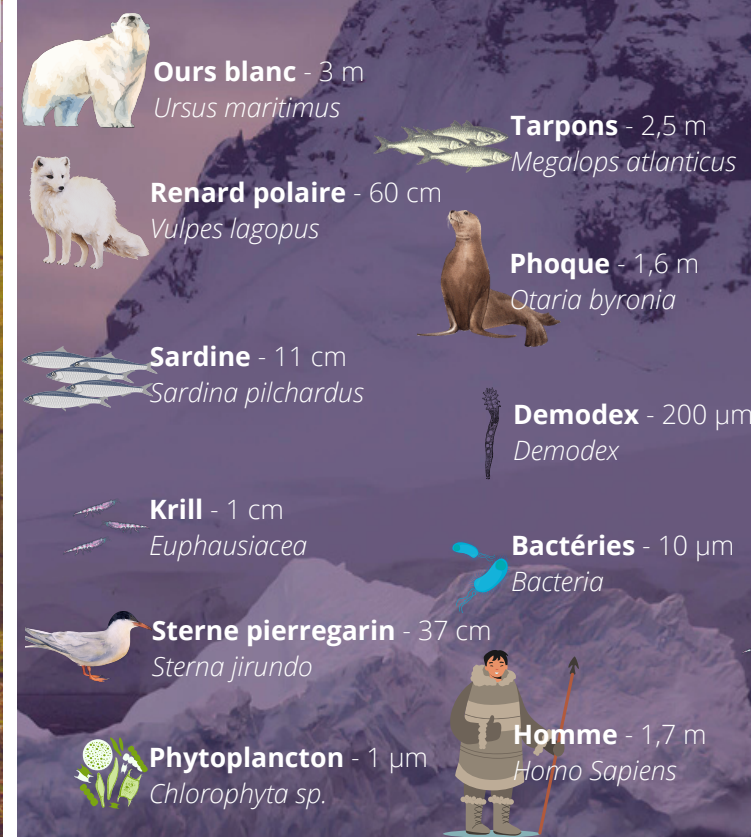 Ours blanc - 3 m
Ursus maritimus
Renard polaire - 60 cm
Vulpes lagopus
Sardine - 11 cm
Sardina pilchardus
Krill - 1 cm
Euphausiacea
Sterne pierregarin - 37 cm
Sterna jirundo
Phytoplancton - 1 µm
Chlorophyta sp.
Tarpons - 2,5 m
Megalops atlanticus
Phoque - 1,6 m
Otaria byronia
Demodex - 200 µm
Demodex
Bactéries - 10 µm
Bacteria
Homme - 1,7 m
Homo Sapiens